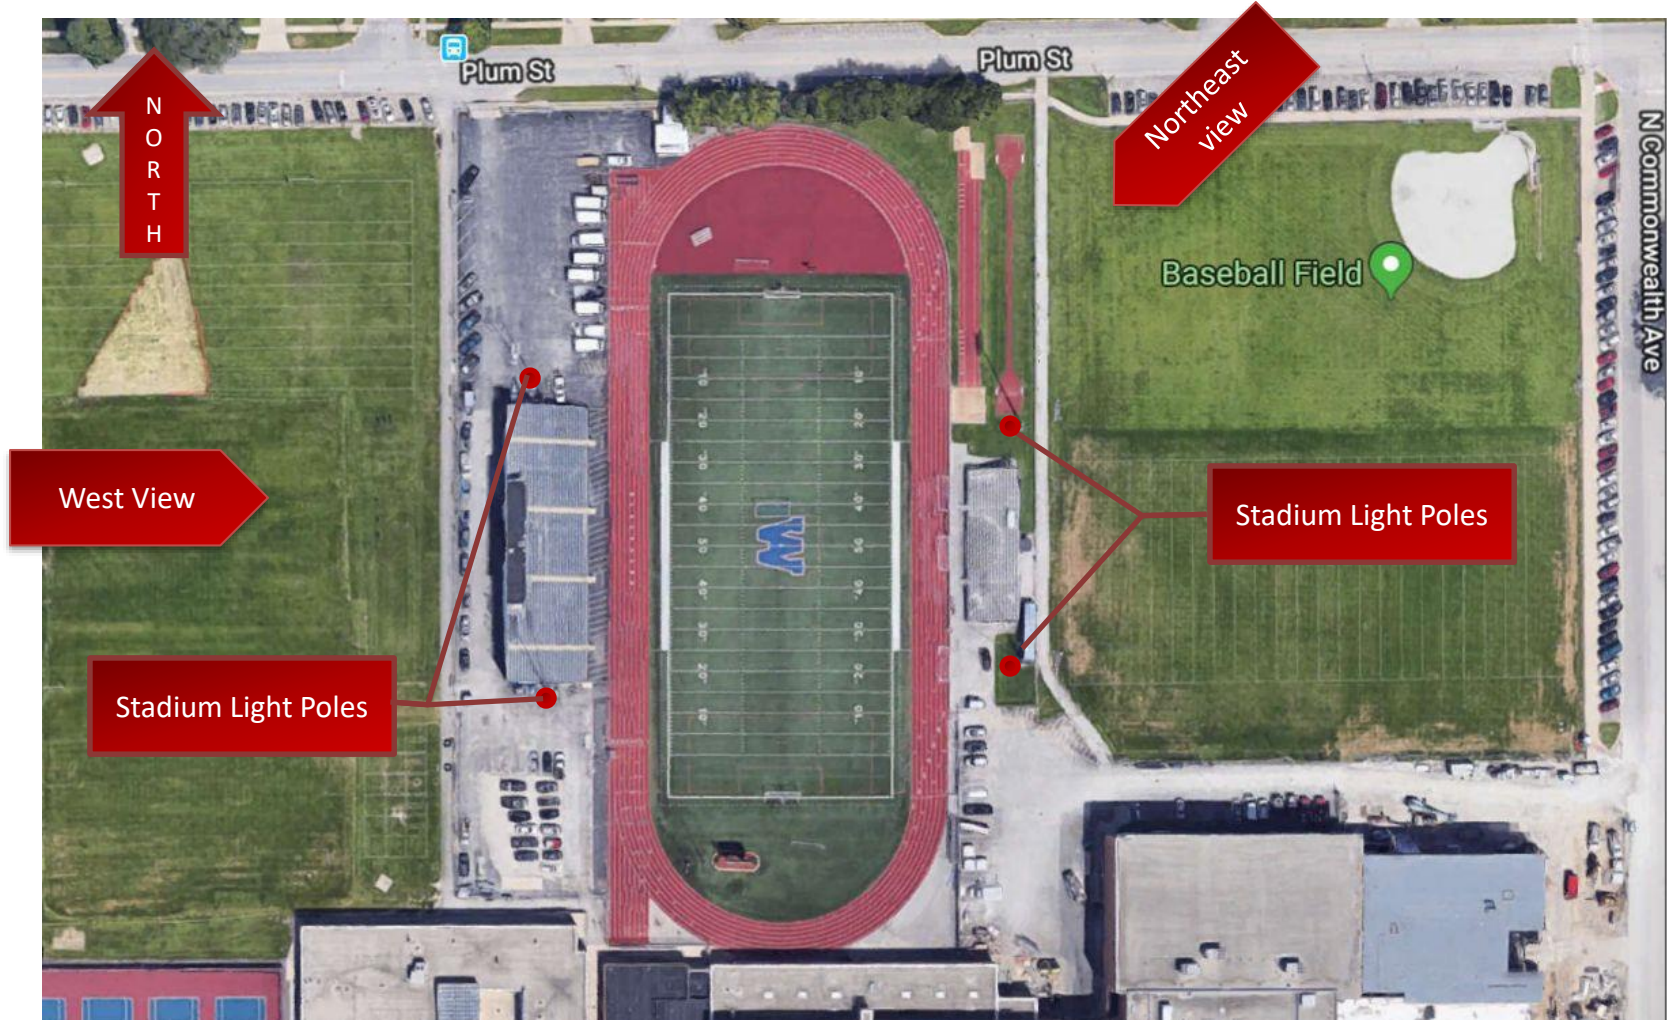 Plum St
Plum St
N
O
R
T
H
Northeast
view
N Commonwealth Ave
Baseball Field
West View
Stadium Light Poles
Stadium Light Poles
W